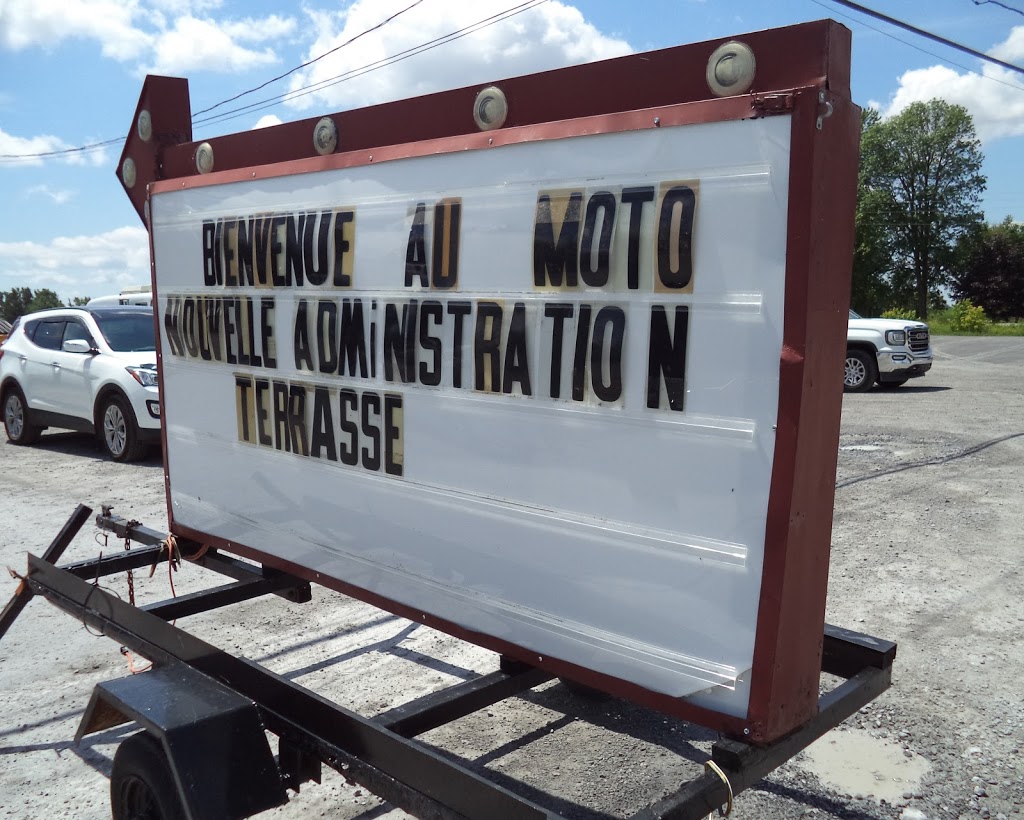 BIENVENUE AU MOTO
NOUVELLE ADMiNISTRATION
TERRASSE